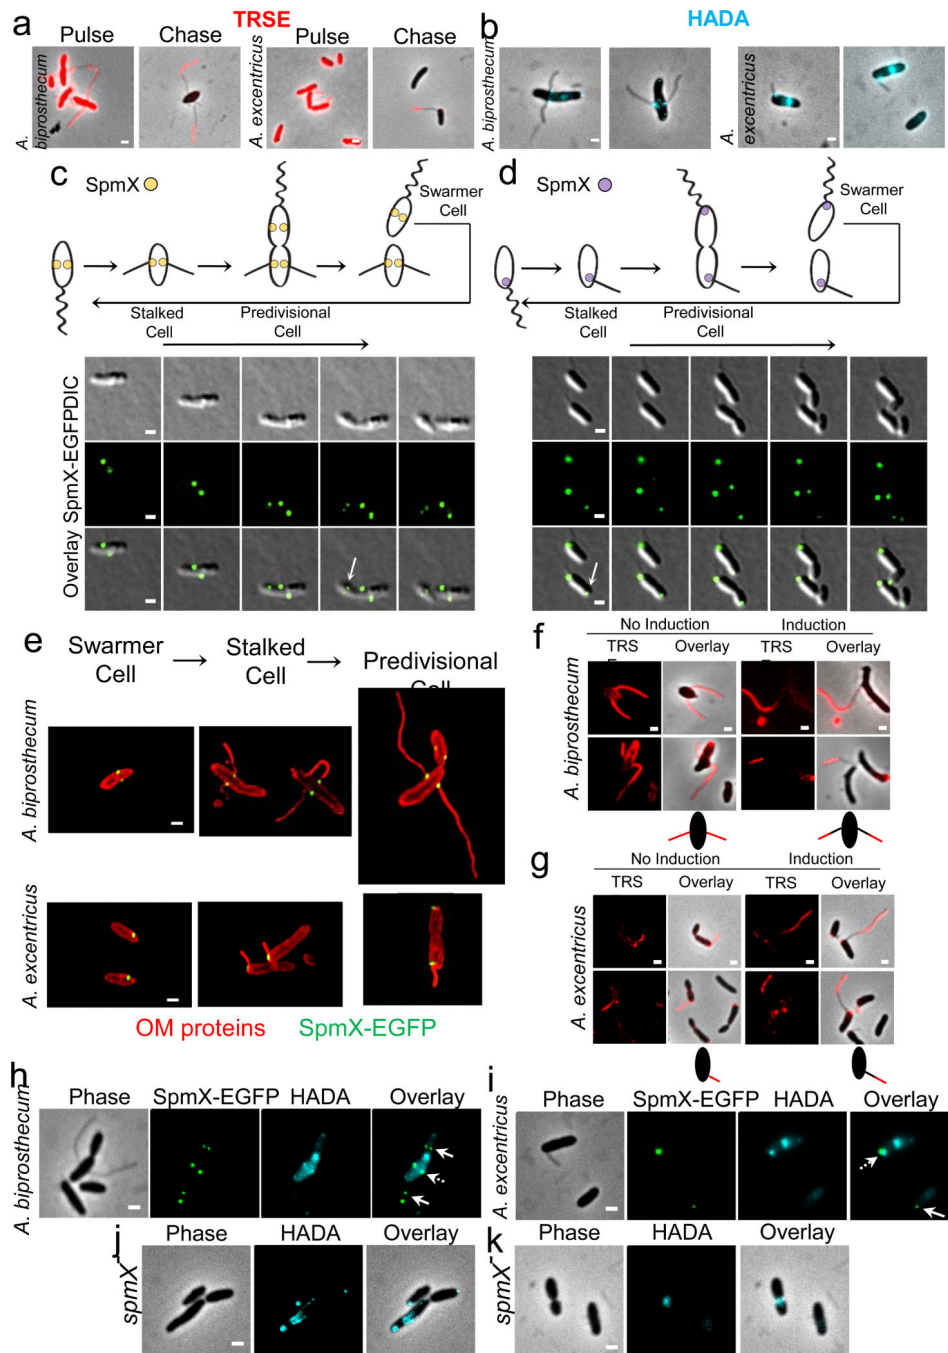 a
TRSE
b
HADA
Pulse
Chase
Pulse
Chase
A. biprosthecum
A. excentricus
A. biprosthecum
A. excentricus
c
SpmX
Swarmer Cell
Stalked Cell
Predivisional Cell
d
SpmX
Swarmer Cell
Stalked Cell
Predivisional Cell
Overlay SpmX-EGFPDIC
e
Swarmer Cell
Stalked Cell
Predivisional
A. biprosthecum
A. excentricus
OM proteins
SpmX-EGFP
f
No Induction
Induction
TRS
Overlay
TRS
Overlay
A. biprosthecum
g
No Induction
Induction
TRS
Overlay
TRS
Overlay
A. excentricus
h
Phase
SpmX-EGFP
HADA
Overlay
A. biprosthecum
i
Phase
SpmX-EGFP
HADA
Overlay
A. excentricus
j
Phase
HADA
Overlay
spmX-
k
Phase
HADA
Overlay
spmX-